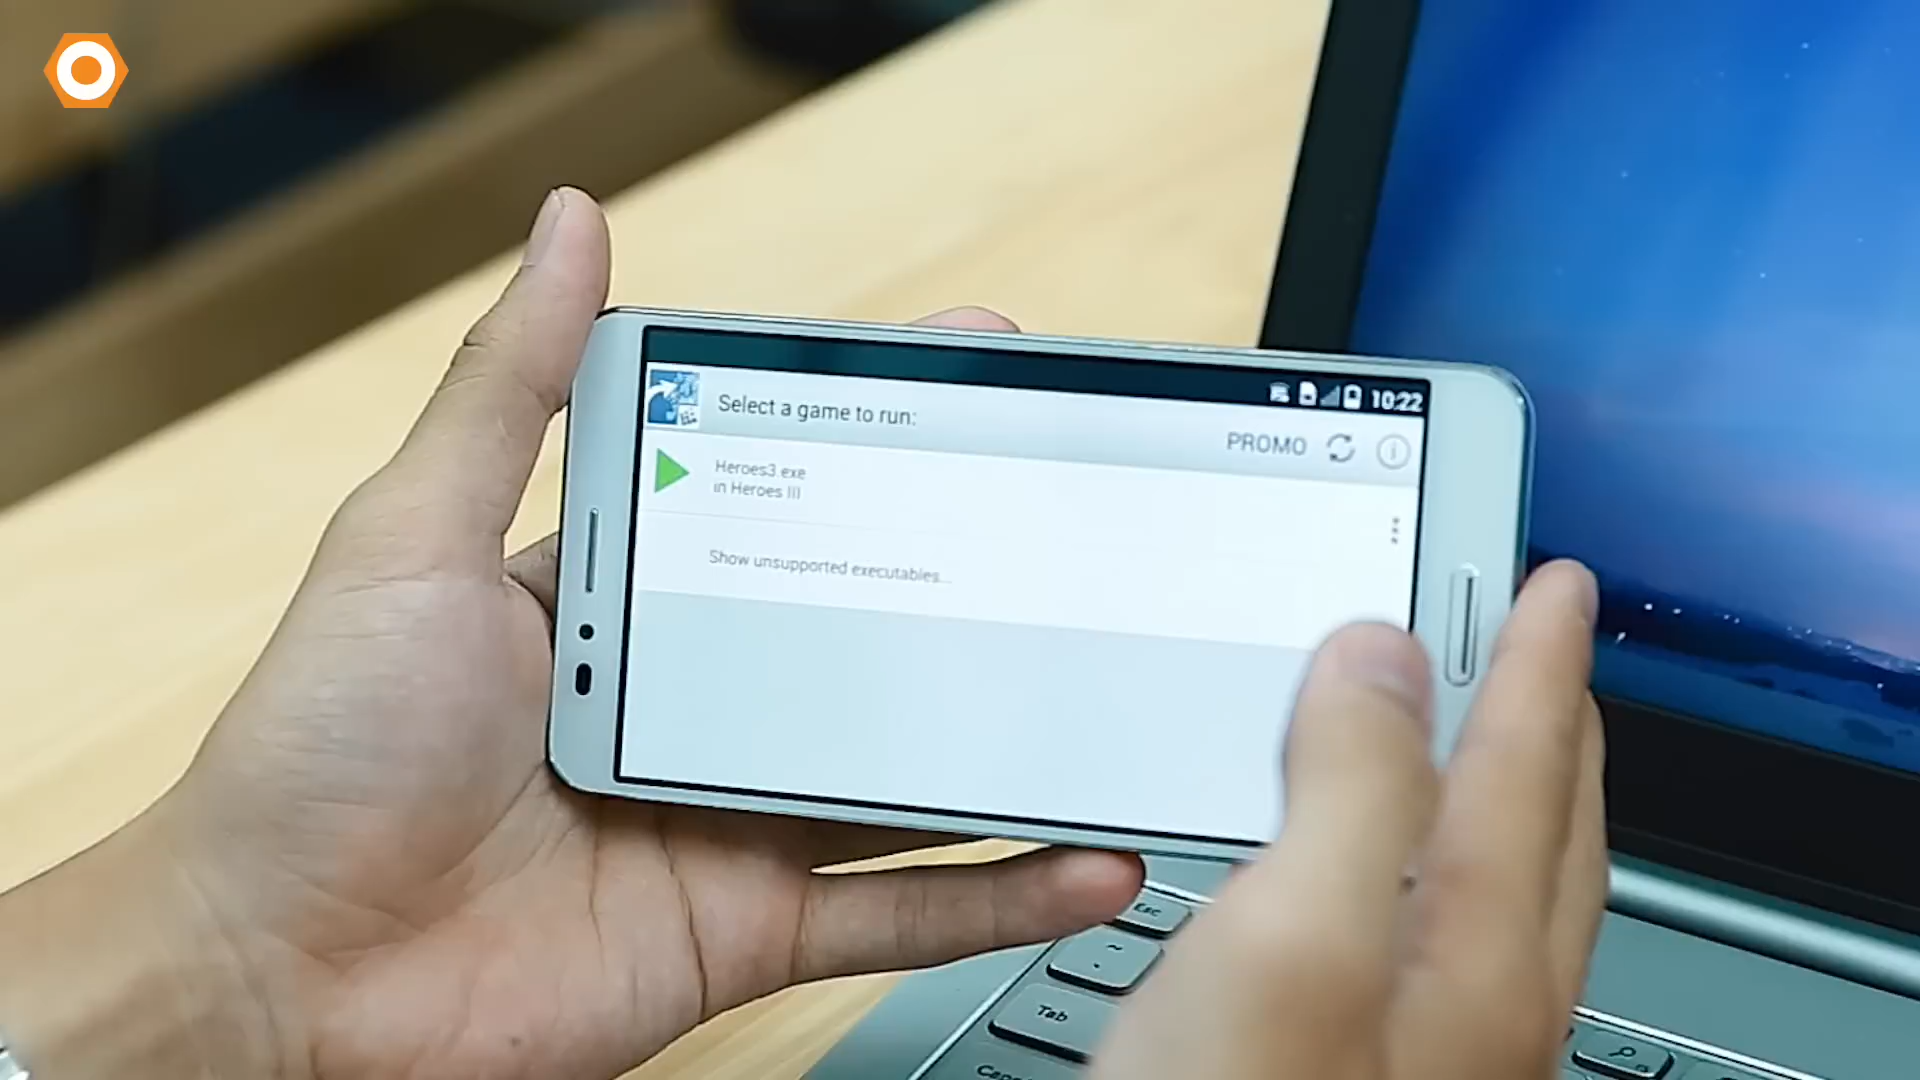 10:22
Select a game to run:
PROMO
Heroes3.exe
in Heroes III
Show unsupported executables...
Esc
~
Tab